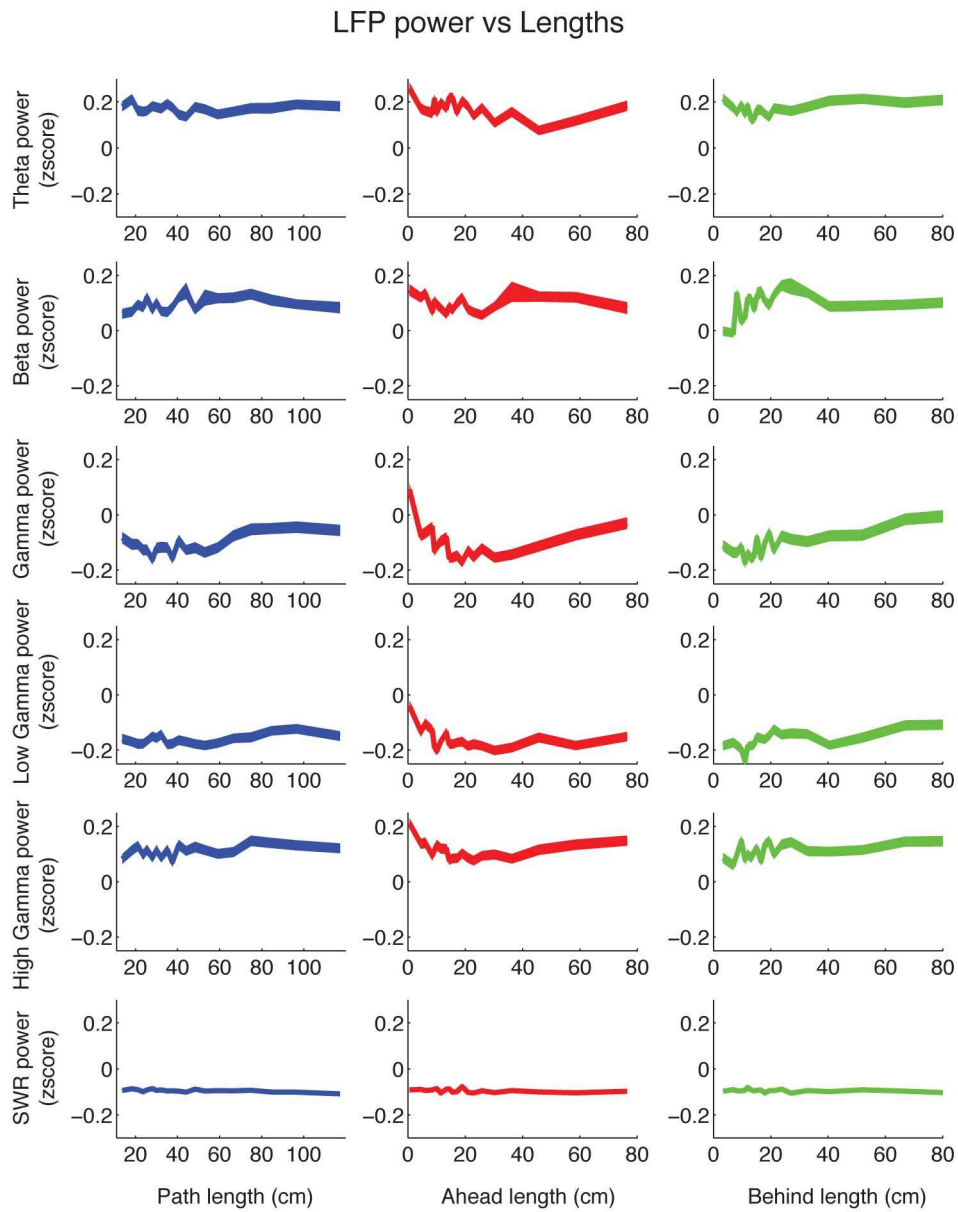 LFP power vs Lengths
Theta power
(zscore)
0.2
0
−0.2
20 40 60 80 100
0.2
0
−0.2
0 20 40 60 80
0.2
0
−0.2
0 20 40 60 80
Beta power
(zscore)
0.2
0
−0.2
20 40 60 80 100
0.2
0
−0.2
0 20 40 60 80
0.2
0
−0.2
0 20 40 60 80
Gamma power
(zscore)
0.2
0
−0.2
20 40 60 80 100
0.2
0
−0.2
0 20 40 60 80
0.2
0
−0.2
0 20 40 60 80
Low Gamma power
(zscore)
0.2
0
−0.2
20 40 60 80 100
0.2
0
−0.2
0 20 40 60 80
0.2
0
−0.2
0 20 40 60 80
High Gamma power
(zscore)
0.2
0
−0.2
20 40 60 80 100
0.2
0
−0.2
0 20 40 60 80
0.2
0
−0.2
0 20 40 60 80
SWR power
(zscore)
0.2
0
−0.2
20 40 60 80 100
0.2
0
−0.2
0 20 40 60 80
0.2
0
−0.2
0 20 40 60 80
Path length (cm)
Ahead length (cm)
Behind length (cm)